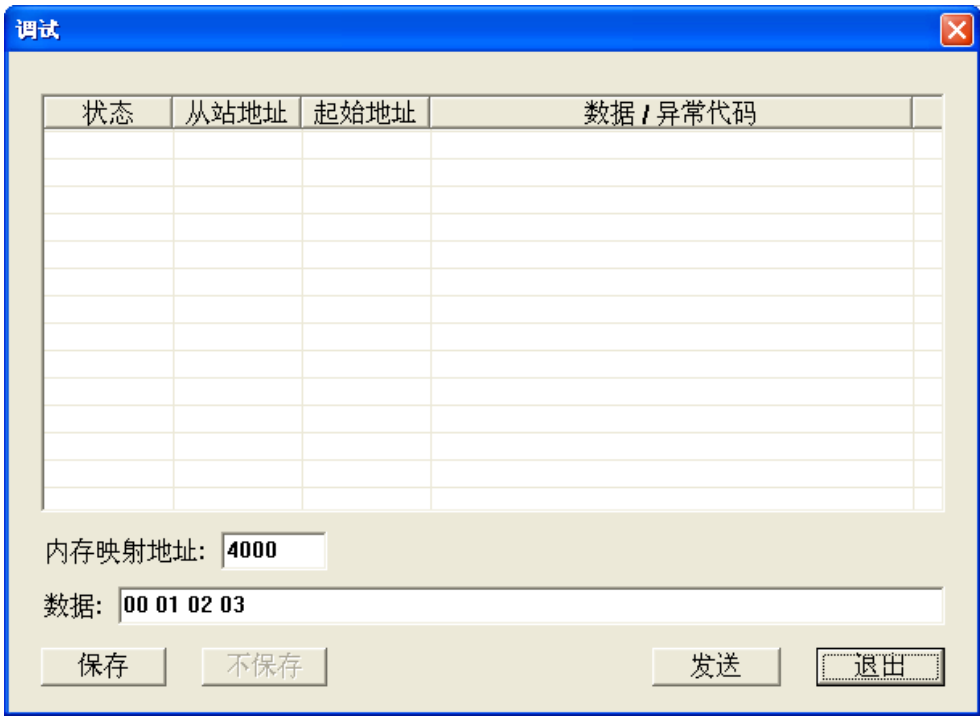 调试
状态 从站地址 起始地址 数据 / 异常代码
内存映射地址: 4000
数据: 00 01 02 03
保存 不保存 发送 退出